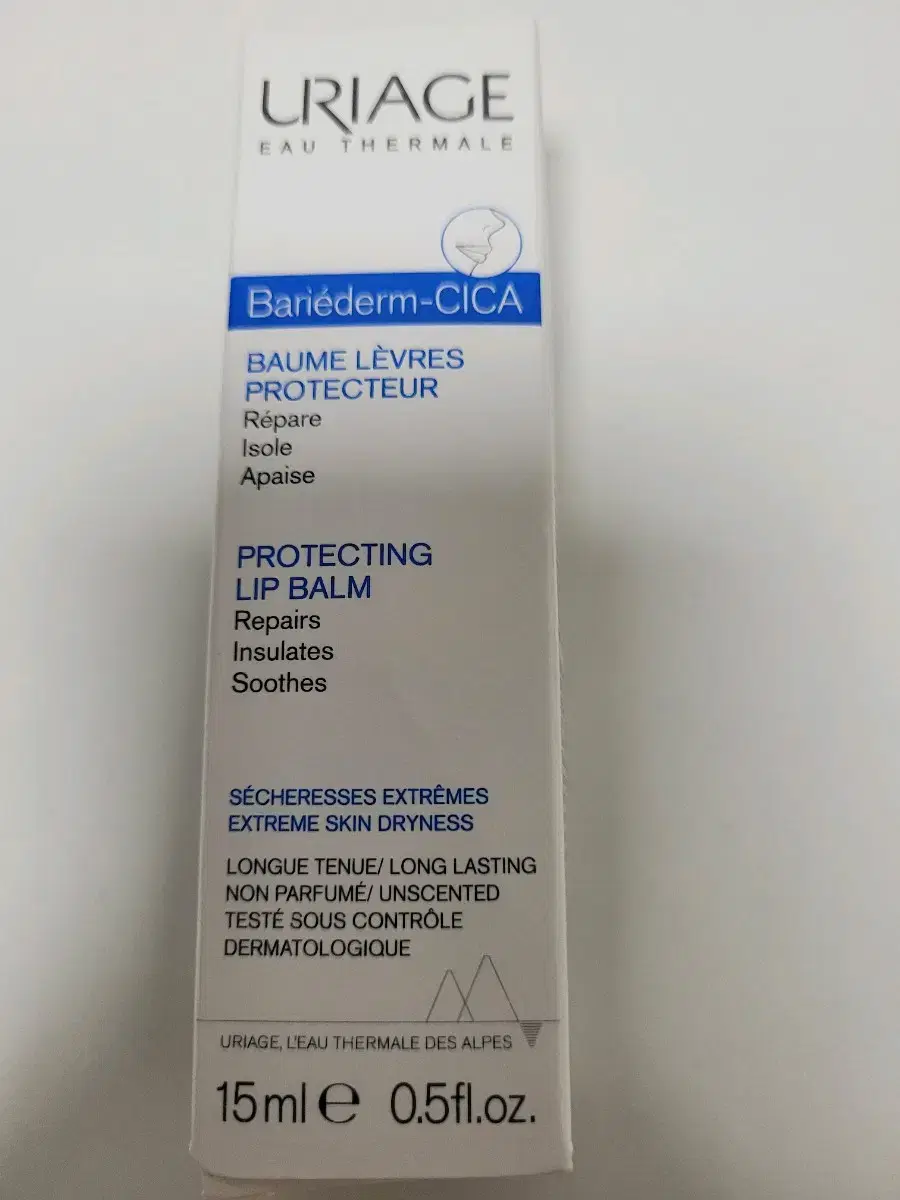 URIAGE
EAU THERMALE
Bariéderm-CICA
BAUME LÈVRES
PROTECTEUR
Répare
Isole
Apaise
PROTECTING
LIP BALM
Repairs
Insulates
Soothes
SÉCHERESSES EXTRÊMES
EXTREME SKIN DRYNESS
LONGUE TENUE/ LONG LASTING
NON PARFUMÉ/ UNSCENTED
TESTÉ SOUS CONTRÔLE
DERMATOLOGIQUE
URIAGE, L'EAU THERMALE DES ALPES
15ml e 0.5fl.oz.